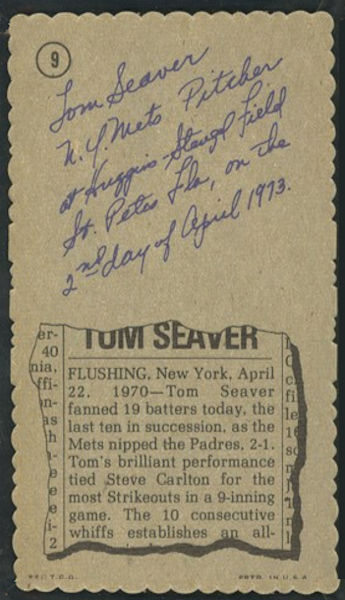 9
Tom Seaver
N.Y. Mets Pitcher
at Huggins-Stengel Field
St. Petes Fla, on the
2nd day of April 1973.
TOM SEAVER
FLUSHING, New York, April
22, 1970—Tom Seaver
fanned 19 batters today, the
last ten in succession, as the
Mets nipped the Padres, 2-1.
Tom's brilliant performance
tied Steve Carlton for the
most Strikeouts in a 9-inning
game. The 10 consecutive
whiffs establishes an all-
T.C.G. PRTD. IN U.S.A